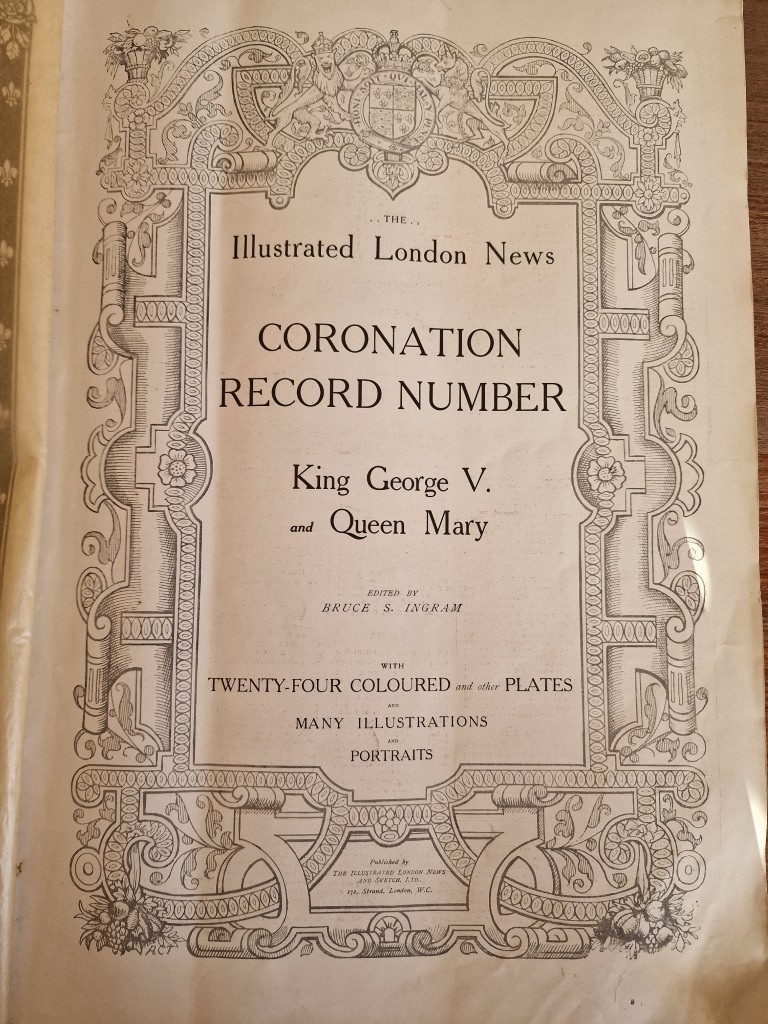 . . THE . .
Illustrated London News
CORONATION
RECORD NUMBER
King George V.
and Queen Mary
EDITED BY
BRUCE S. INGRAM
WITH
TWENTY-FOUR COLOURED and other PLATES
AND
MANY ILLUSTRATIONS
AND
PORTRAITS
Published by
THE ILLUSTRATED LONDON NEWS
AND SKETCH, LTD.,
172, Strand, London, W.C.